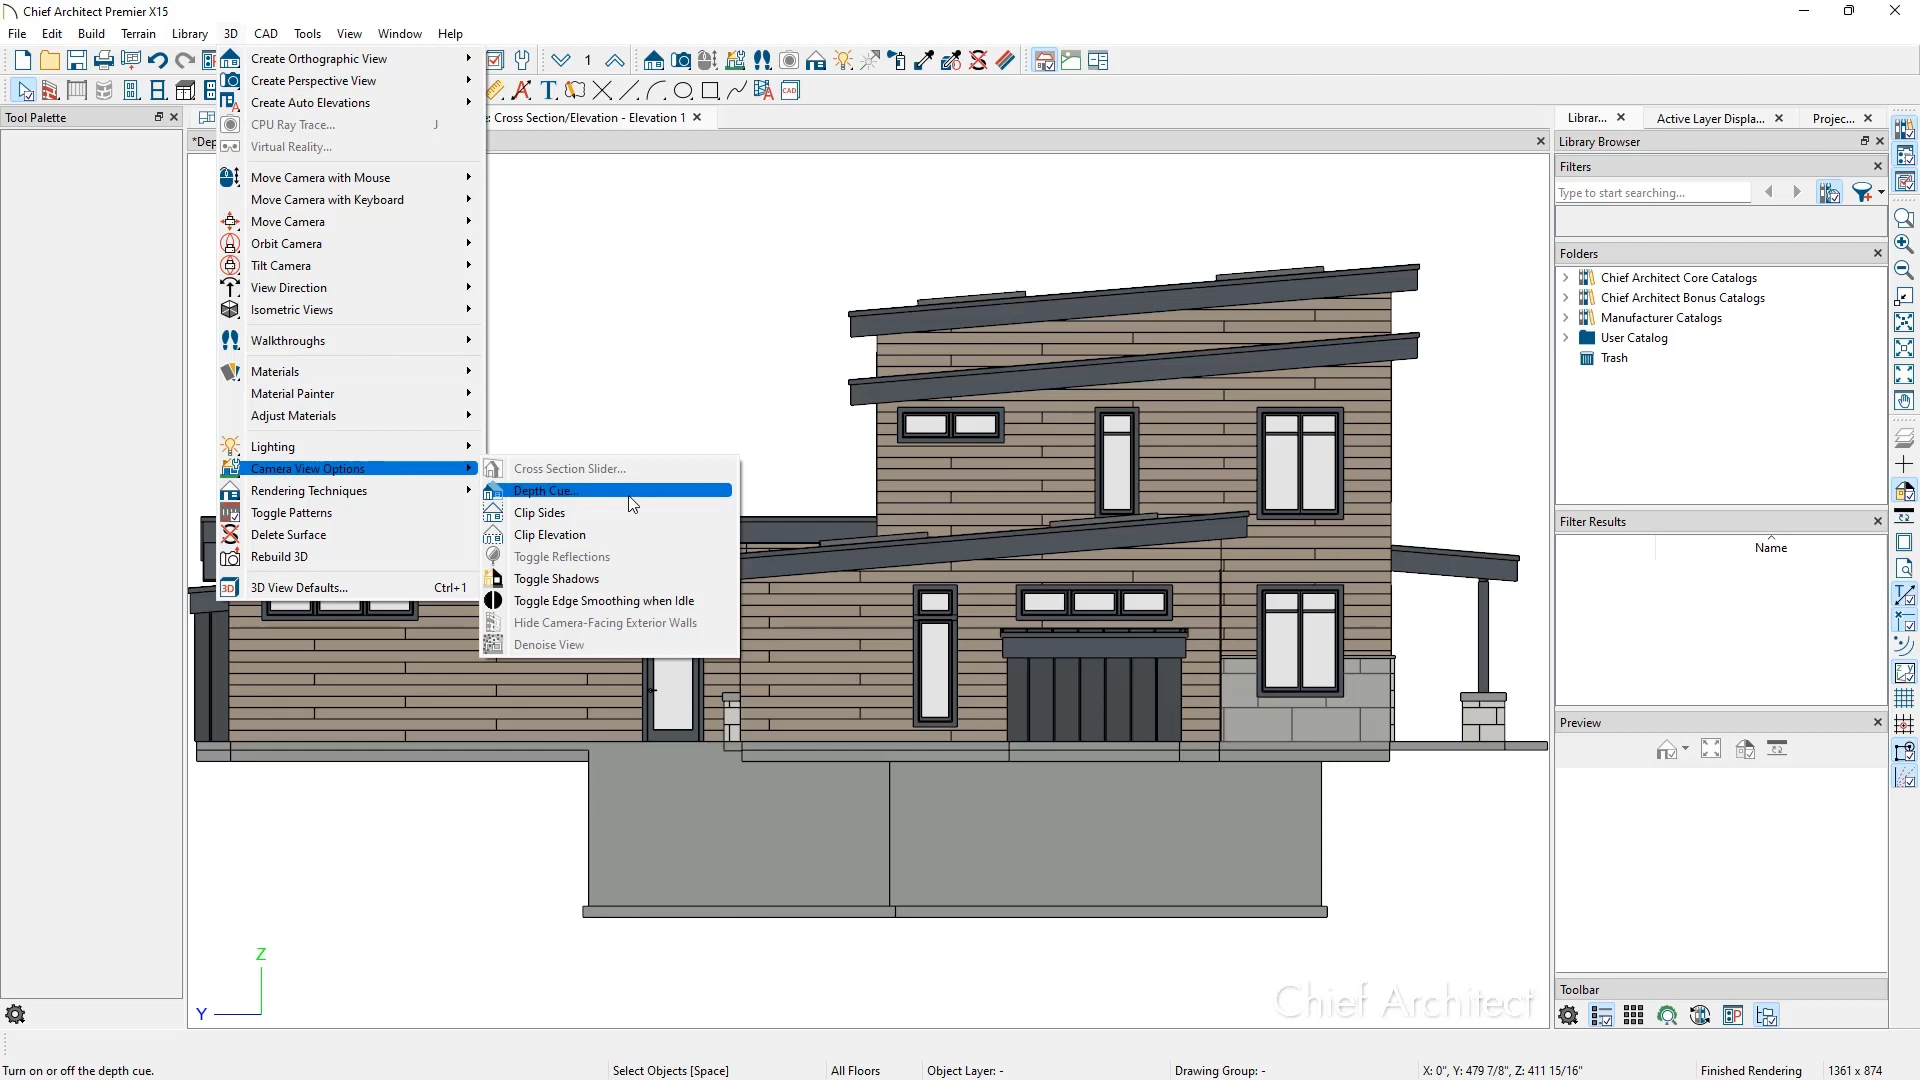 Chief Architect Premier X15
File Edit Build Terrain Library 3D CAD Tools View Window Help
Create Orthographic View
Create Perspective View
Create Auto Elevations
CPU Ray Trace... J
Virtual Reality...
Move Camera with Mouse
Move Camera with Keyboard
Move Camera
Orbit Camera
Tilt Camera
View Direction
Isometric Views
Walkthroughs
Materials
Material Painter
Adjust Materials
Lighting
Camera View Options
Rendering Techniques
Toggle Patterns
Delete Surface
Rebuild 3D
3D View Defaults... Ctrl+1
Cross Section Slider...
Depth Cue...
Clip Sides
Clip Elevation
Toggle Reflections
Toggle Shadows
Toggle Edge Smoothing when Idle
Hide Camera-Facing Exterior Walls
Denoise View
1
CAD
Tool Palette
: Cross Section/Elevation - Elevation 1
*Dep
Librar... Active Layer Displa... Projec...
Library Browser
Filters
Type to start searching...
Folders
Chief Architect Core Catalogs
Chief Architect Bonus Catalogs
Manufacturer Catalogs
User Catalog
Trash
Filter Results
Name
Preview
Toolbar
Z
Y
Chief Architect
Turn on or off the depth cue. Select Objects [Space] All Floors Object Layer: - Drawing Group: - X: 0", Y: 479 7/8", Z: 411 15/16" Finished Rendering 1361 x 874